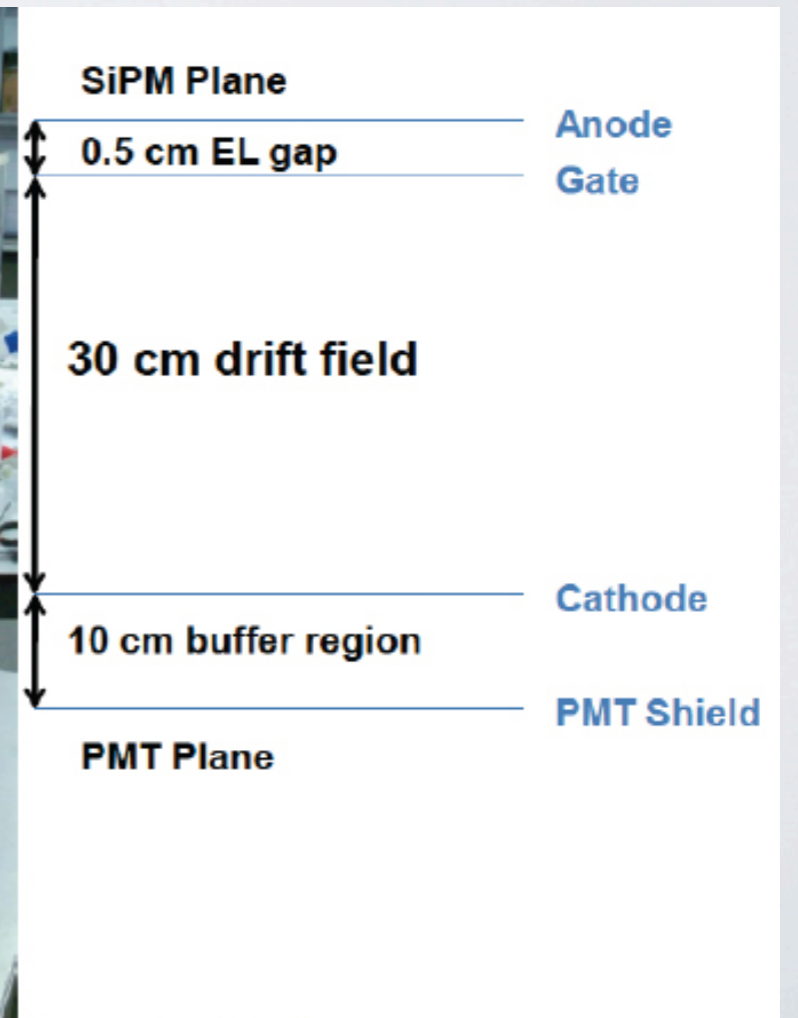 SiPM Plane
Anode
0.5 cm EL gap
Gate
30 cm drift field
Cathode
10 cm buffer region
PMT Shield
PMT Plane